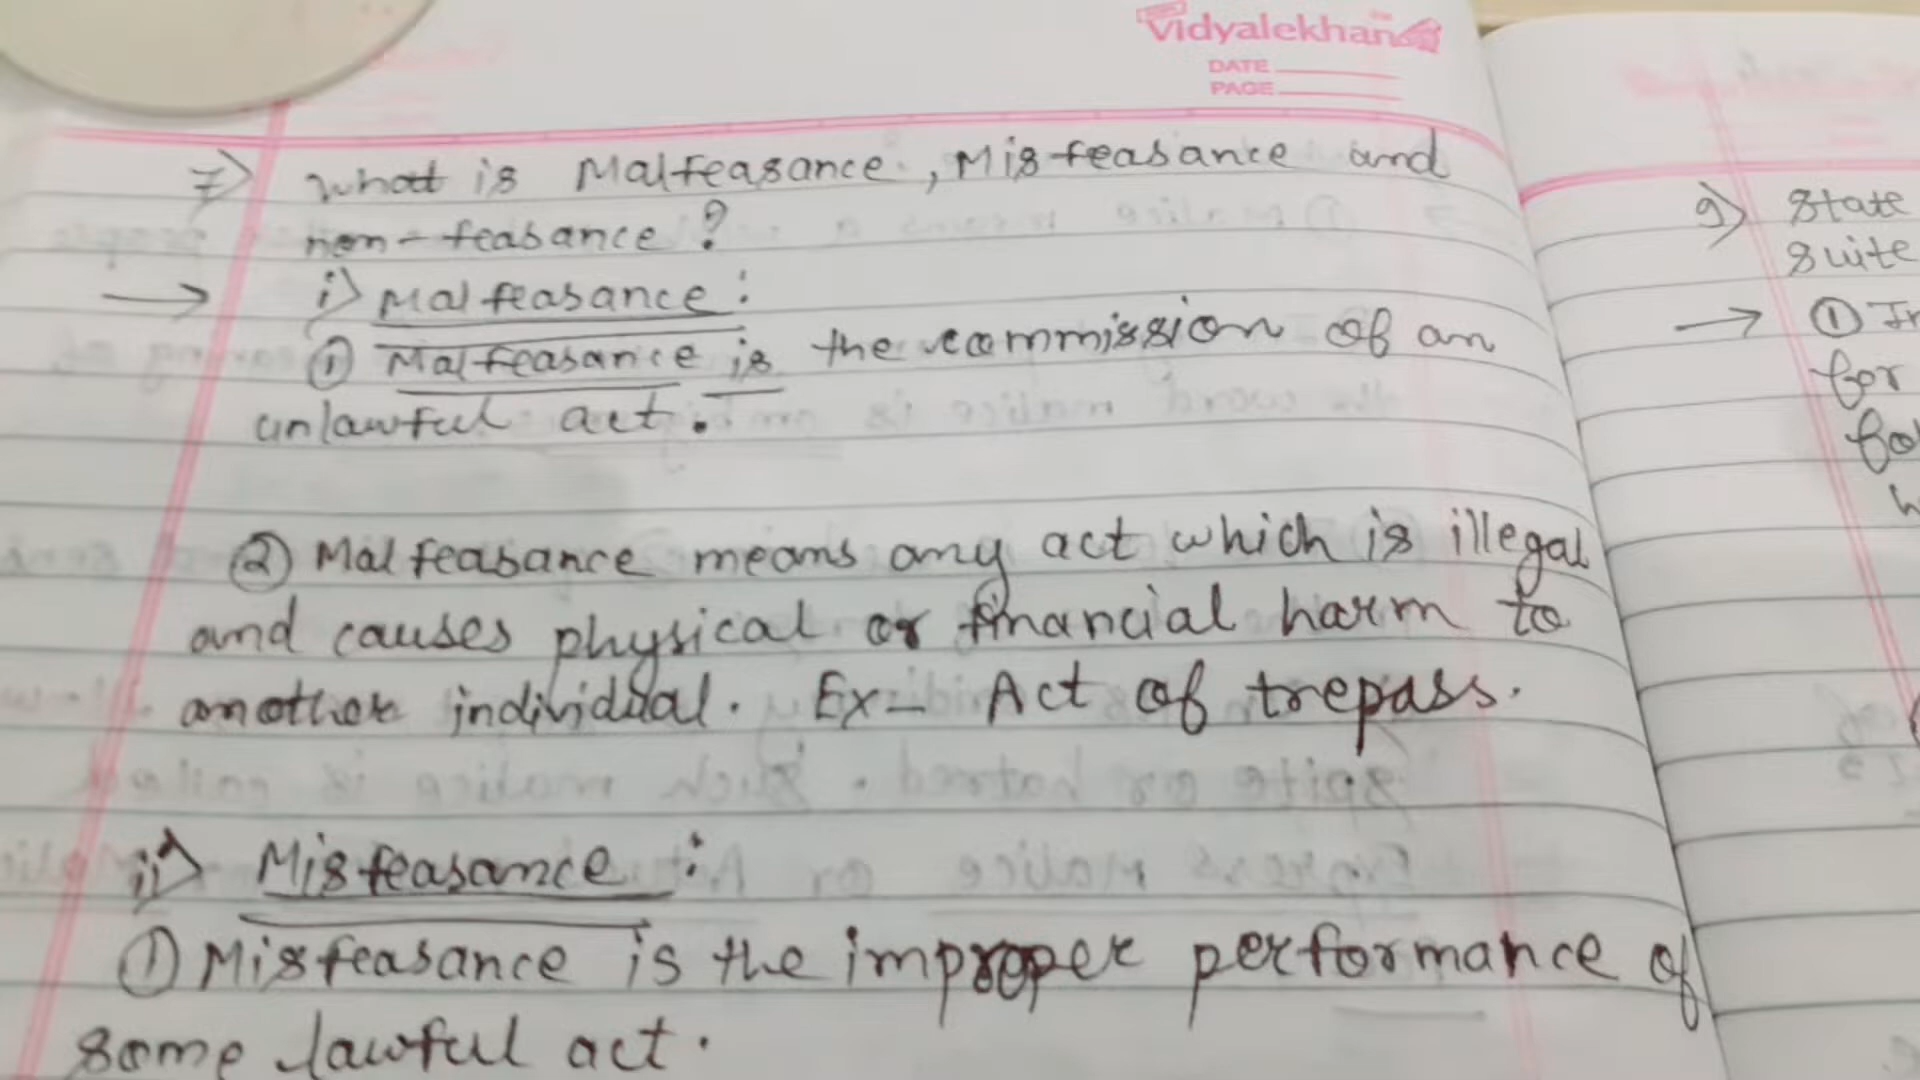 Vidyalekhan
DATE
PAGE
7> What is Malfeasance, Misfeasance and
non-feasance?
→ i> Malfeasance:
① Malfeasance is the commission of an
unlawful act.
② Malfeasance means any act which is illegal
and causes physical or financial harm to
another individual. Ex- Act of trepass.
ii> Misfeasance:
① Misfeasance is the improper performance of
some lawful act.
9> State
suite
→ ①
for